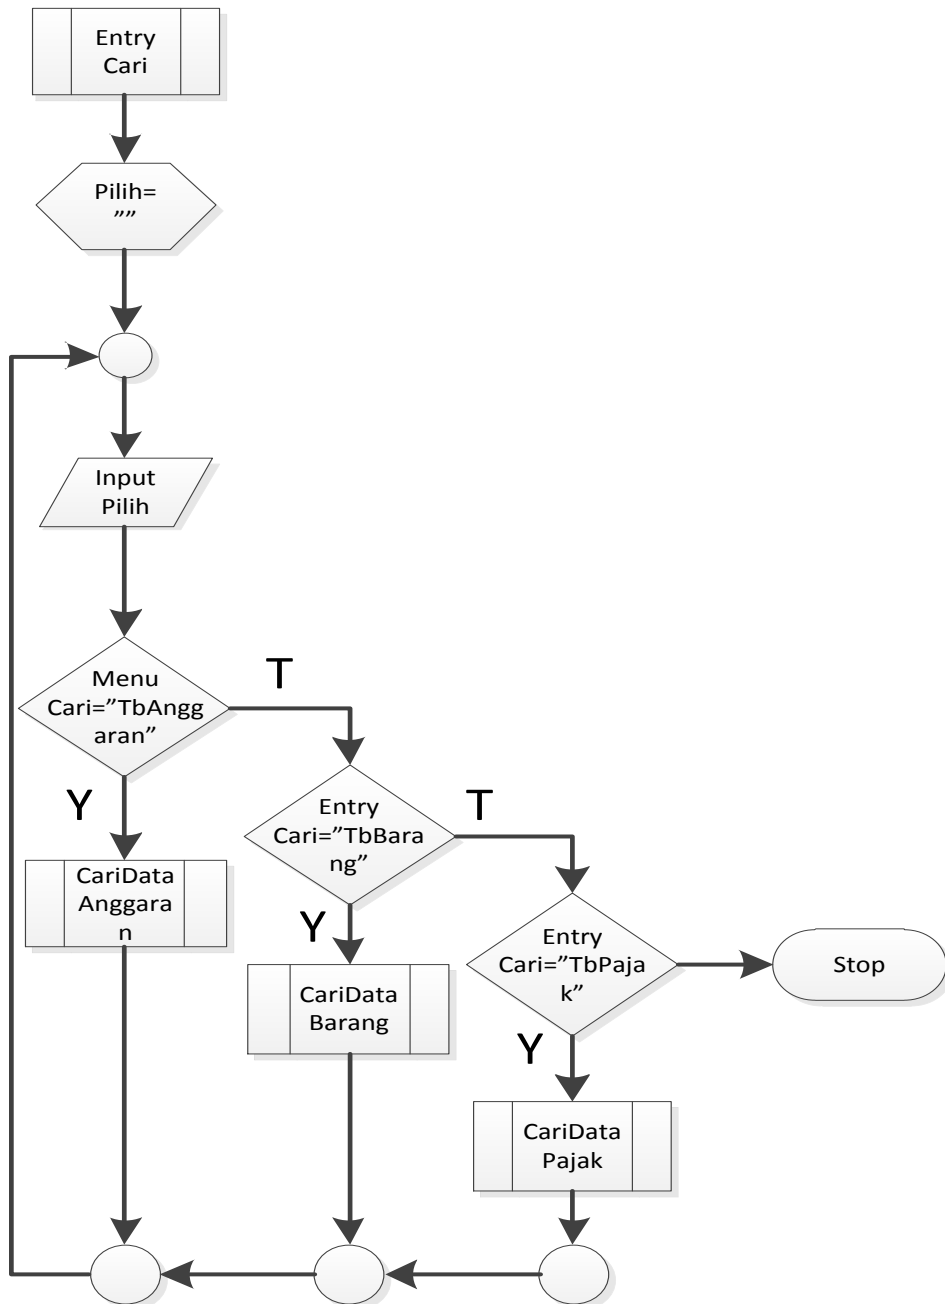 Entry
Cari
Pilih=
””
Input
Pilih
Menu
Cari=”TbAngg
aran”
T
Y
Entry
Cari=”TbBara
ng”
T
CariData
Anggara
n
Y
Entry
Cari=”TbPaja
k”
Stop
CariData
Barang
Y
CariData
Pajak